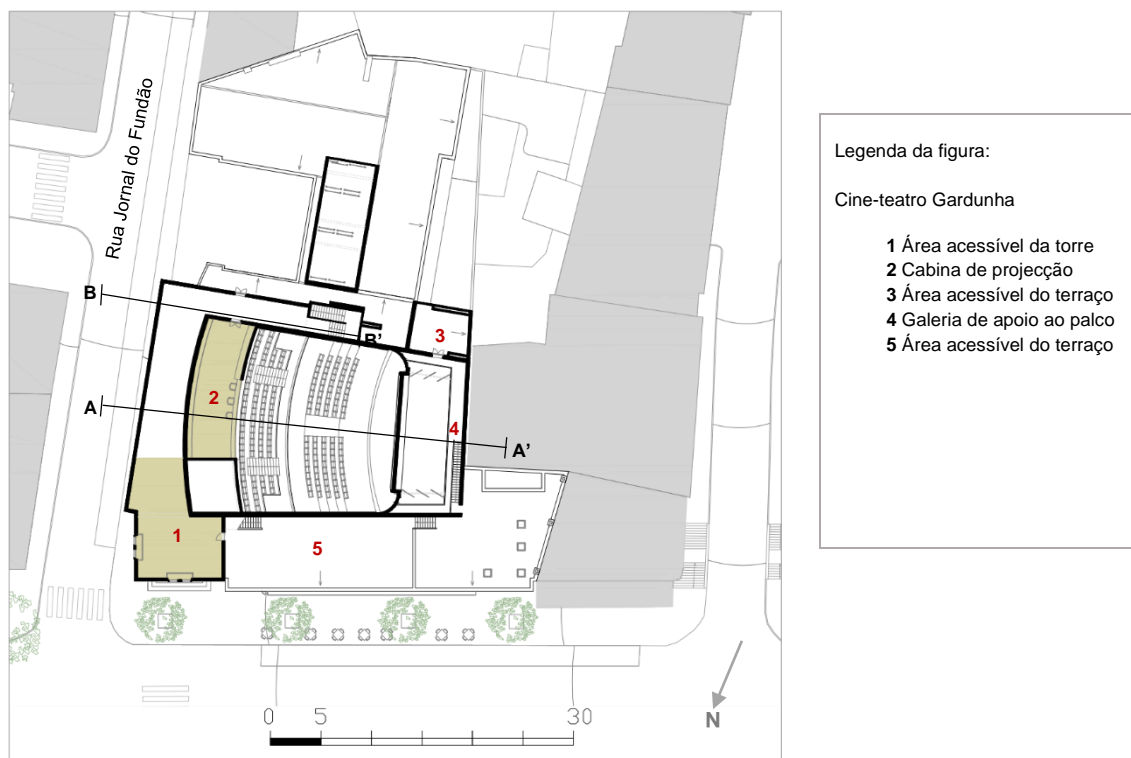 Rua Jornal do Fundão
B
B'
3
2
A
A'
4
1
5
0 5 30
N
Legenda da figura:
Cine-teatro Gardunha
1 Área acessível da torre
2 Cabina de projecção
3 Área acessível do terraço
4 Galeria de apoio ao palco
5 Área acessível do terraço